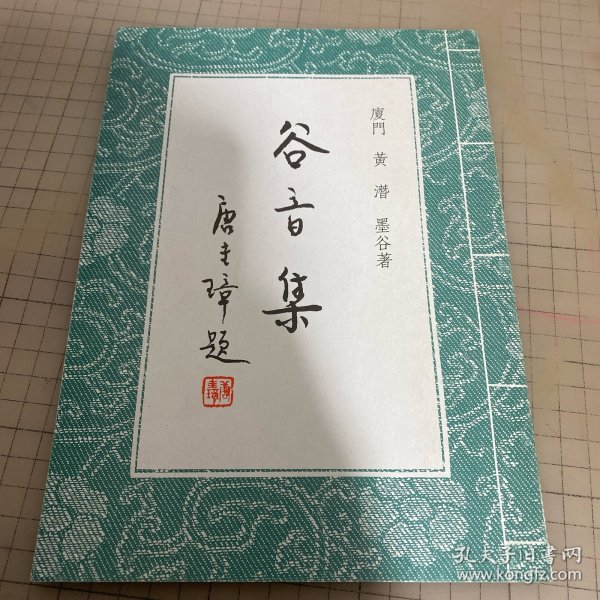 廈門 黃潛 墨谷著
谷音集
唐圭璋題
孔夫子旧书网
www.kongfz.com